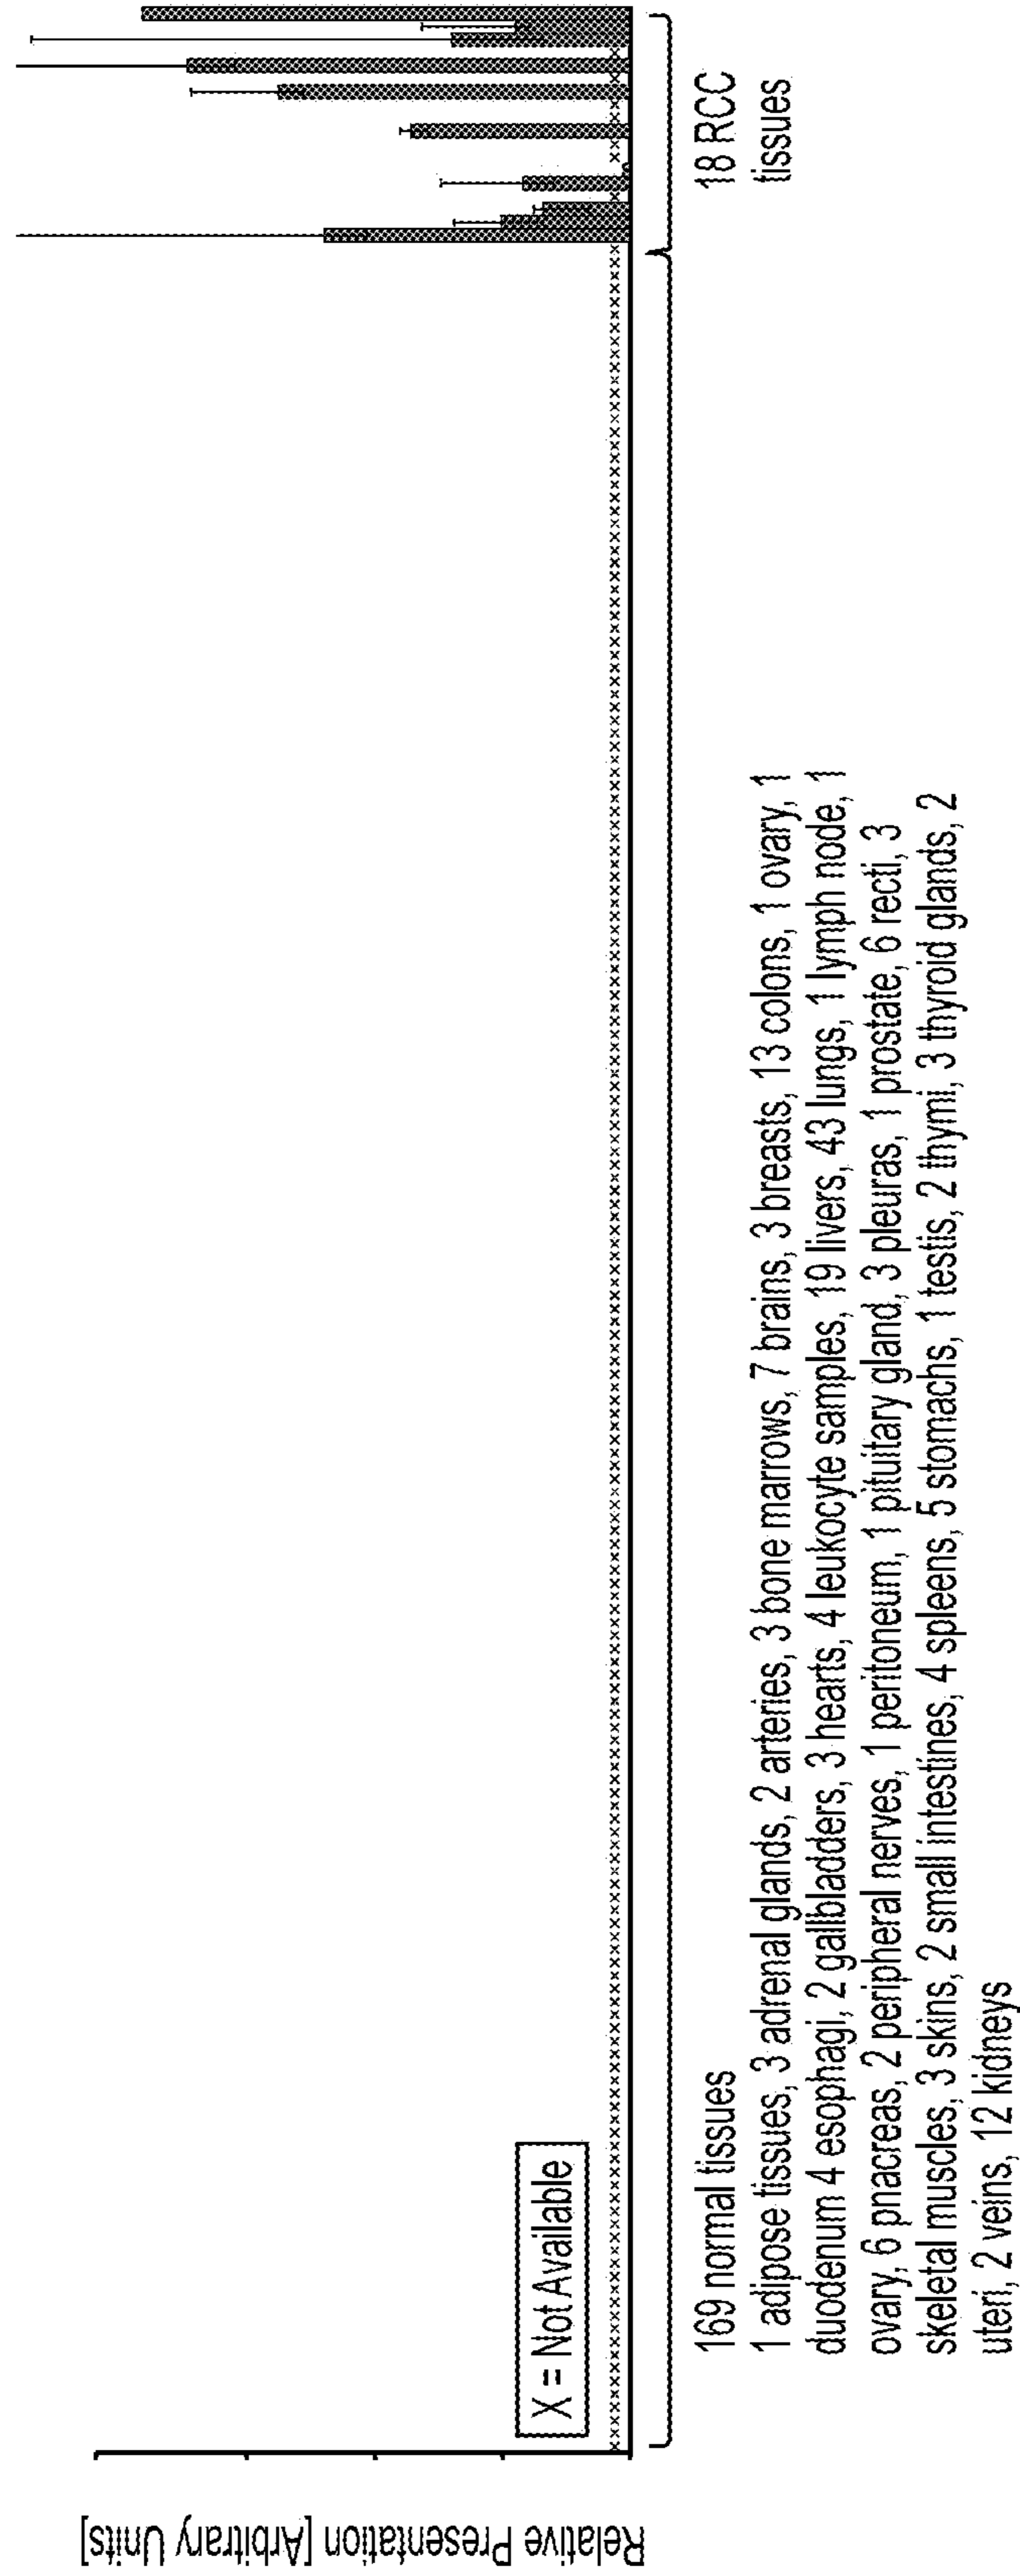 Relative Presentation [Arbitrary Units]
X = Not Available
169 normal tissues
1 adipose tissues, 3 adrenal glands, 2 arteries, 3 bone marrows, 7 brains, 3 breasts, 13 colons, 1 ovary, 1
duodenum 4 esophagi, 2 gallbladders, 3 hearts, 4 leukocyte samples, 19 livers, 43 lungs, 1 lymph node, 1
ovary, 6 pnacreas, 2 peripheral nerves, 1 peritoneum, 1 pituitary gland, 3 pleuras, 1 prostate, 6 recti, 3
skeletal muscles, 3 skins, 2 small intestines, 4 spleens, 5 stomachs, 1 testis, 2 thymi, 3 thyroid glands, 2
uteri, 2 veins, 12 kidneys
18 RCC
tissues